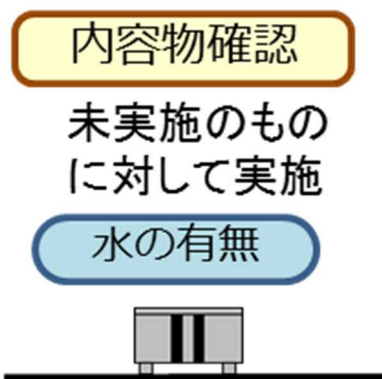 内容物確認
未実施のもの
に対して実施
水の有無